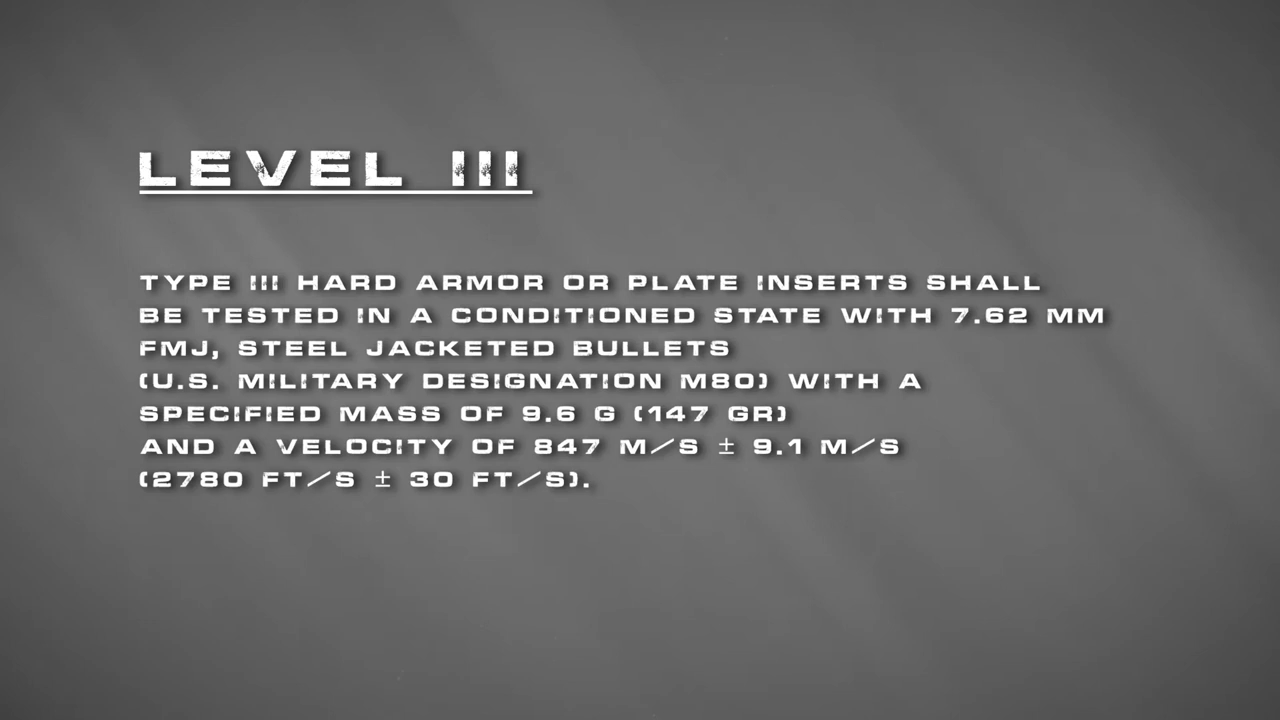 LEVEL III
TYPE III HARD ARMOR OR PLATE INSERTS SHALL
BE TESTED IN A CONDITIONED STATE WITH 7.62 MM
FMJ, STEEL JACKETED BULLETS
(U.S. MILITARY DESIGNATION M80) WITH A
SPECIFIED MASS OF 9.6 G (147 GR)
AND A VELOCITY OF 847 M/S ± 9.1 M/S
(2780 FT/S ± 30 FT/S).